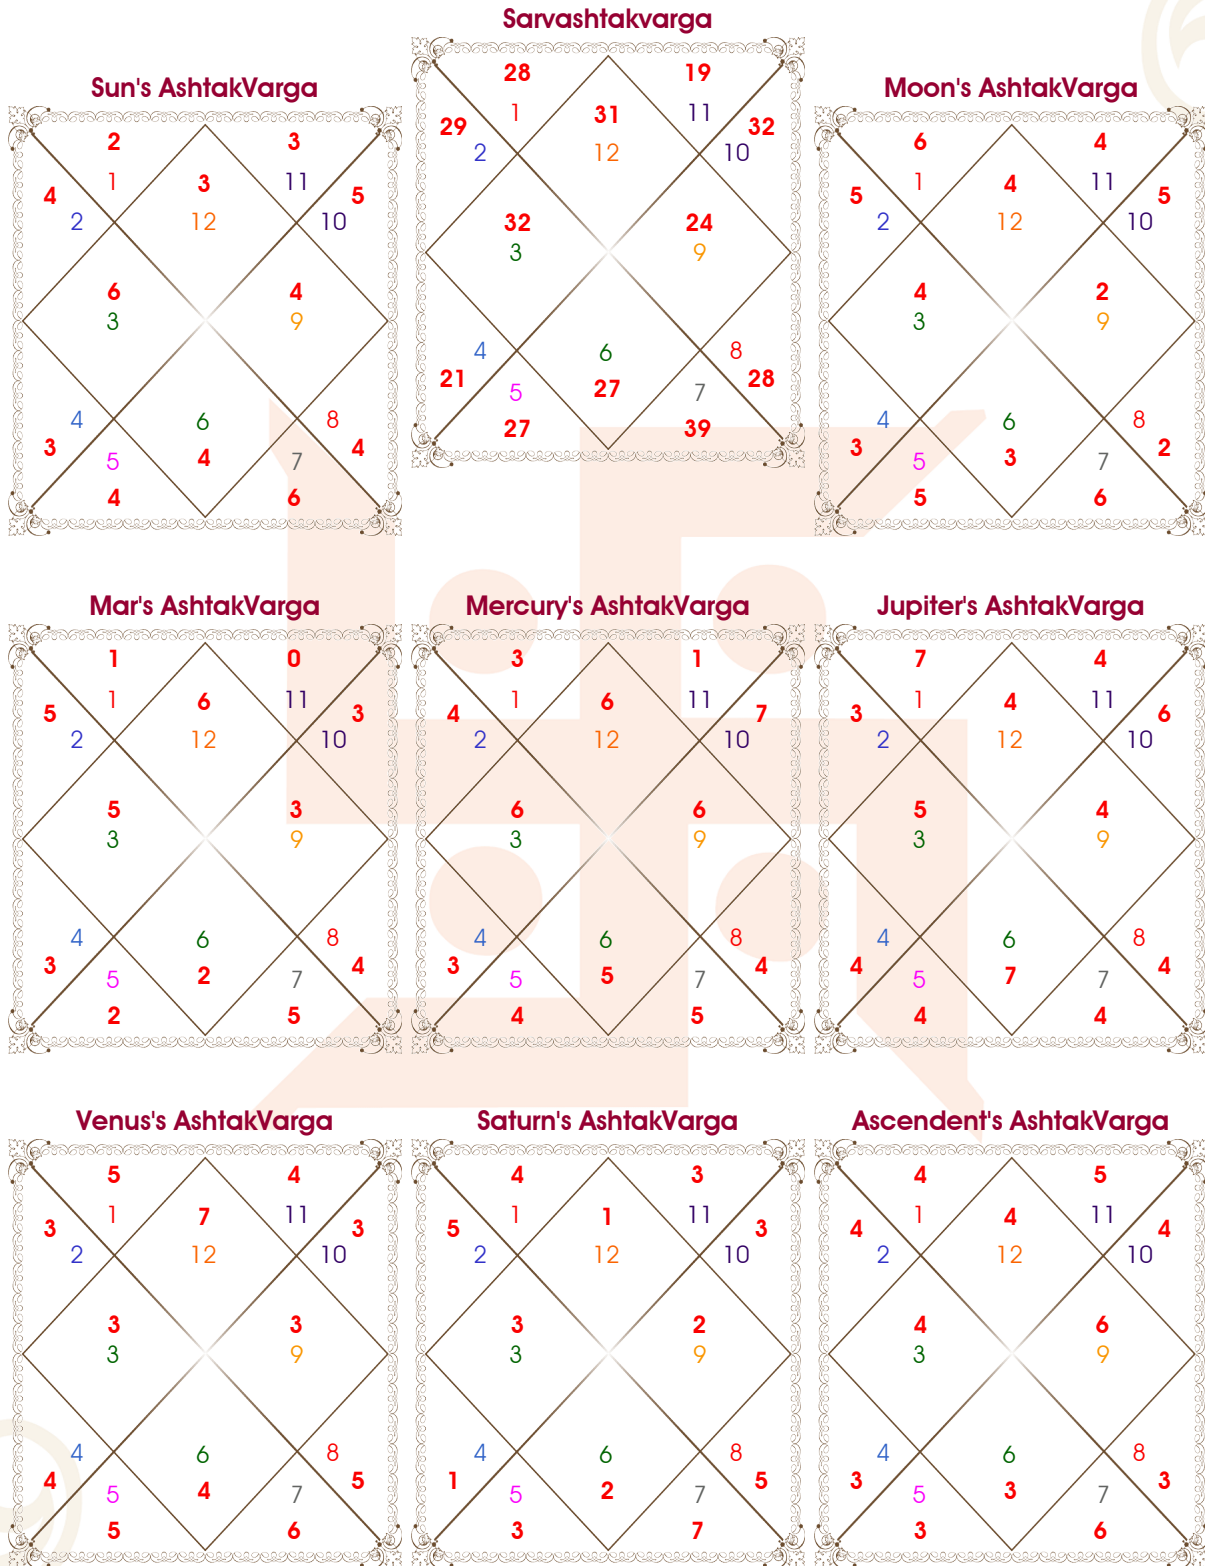 Sarvashtakvarga
28 19
1 31 11
29 32
2 12 10
32 24
3 9
4 6 8
21 27 28
5 7
27 39
Sun's AshtakVarga
2 3
1 3 11
4 5
2 12 10
6 4
3 9
4 6 8
3 4 4
5 7
4 6
Moon's AshtakVarga
6 4
1 4 11
5 5
2 12 10
4 2
3 9
4 6 8
3 3 2
5 7
5 6
Mar's AshtakVarga
1 0
1 6 11
5 3
2 12 10
5 3
3 9
4 6 8
3 2 4
5 7
2 5
Mercury's AshtakVarga
3 1
1 6 11
4 7
2 12 10
6 6
3 9
4 6 8
3 5 4
5 7
4 5
Jupiter's AshtakVarga
7 4
1 4 11
3 6
2 12 10
5 4
3 9
4 6 8
4 7 4
5 7
4 4
Venus's AshtakVarga
5 4
1 7 11
3 3
2 12 10
3 3
3 9
4 6 8
4 4 5
5 7
5 6
Saturn's AshtakVarga
4 3
1 1 11
5 3
2 12 10
3 2
3 9
4 6 8
1 2 5
5 7
3 7
Ascendent's AshtakVarga
4 5
1 4 11
4 4
2 12 10
4 6
3 9
4 6 8
3 3 3
5 7
3 6